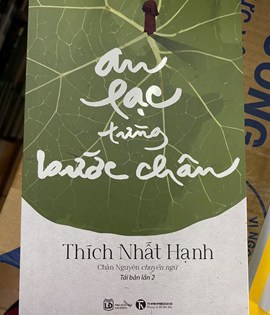 an
lạc
từng
bước chân
Thích Nhất Hạnh
Chân Nguyên chuyển ngữ
Tái bản lần 2